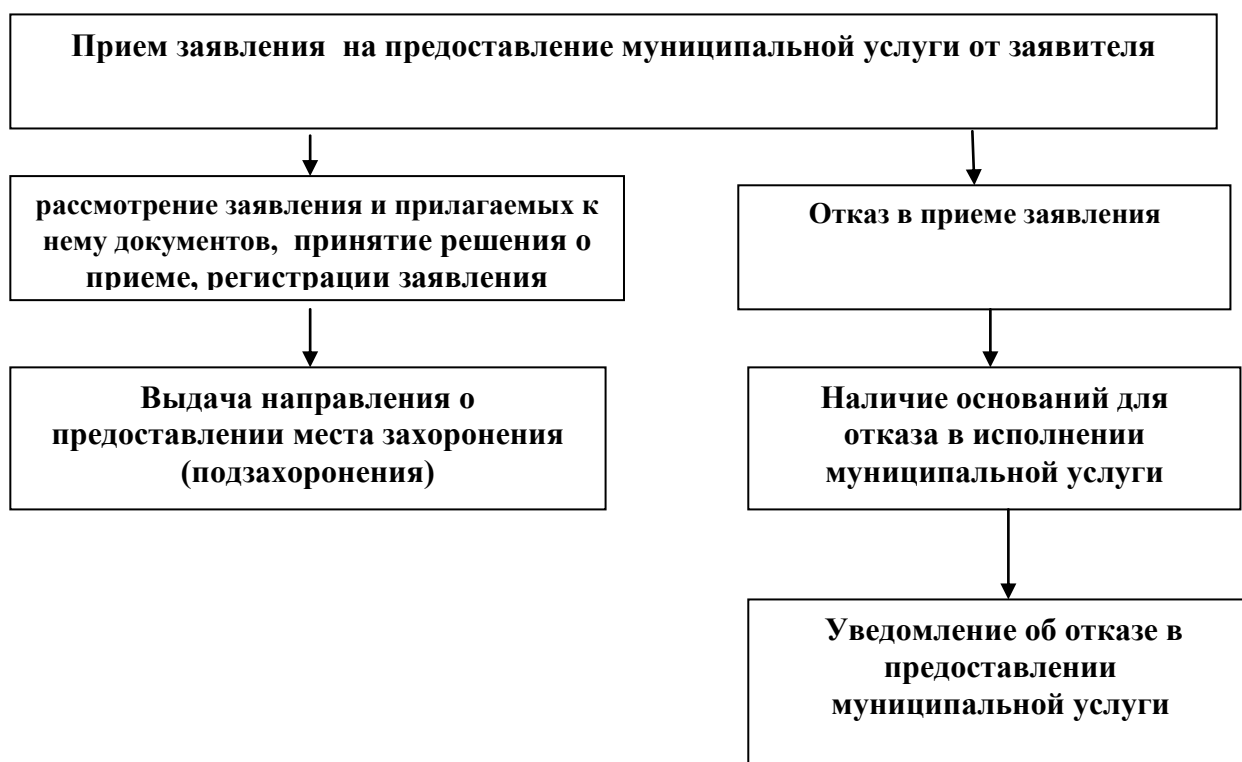 Прием заявления  на предоставление муниципальной услуги от заявителя
рассмотрение заявления и прилагаемых к
нему документов,  принятие решения о
приеме, регистрации заявления
Отказ в приеме заявления
Выдача направления о
предоставлении места захоронения
(подзахоронения)
Наличие оснований для
отказа в исполнении
муниципальной услуги
Уведомление об отказе в
предоставлении
муниципальной услуги